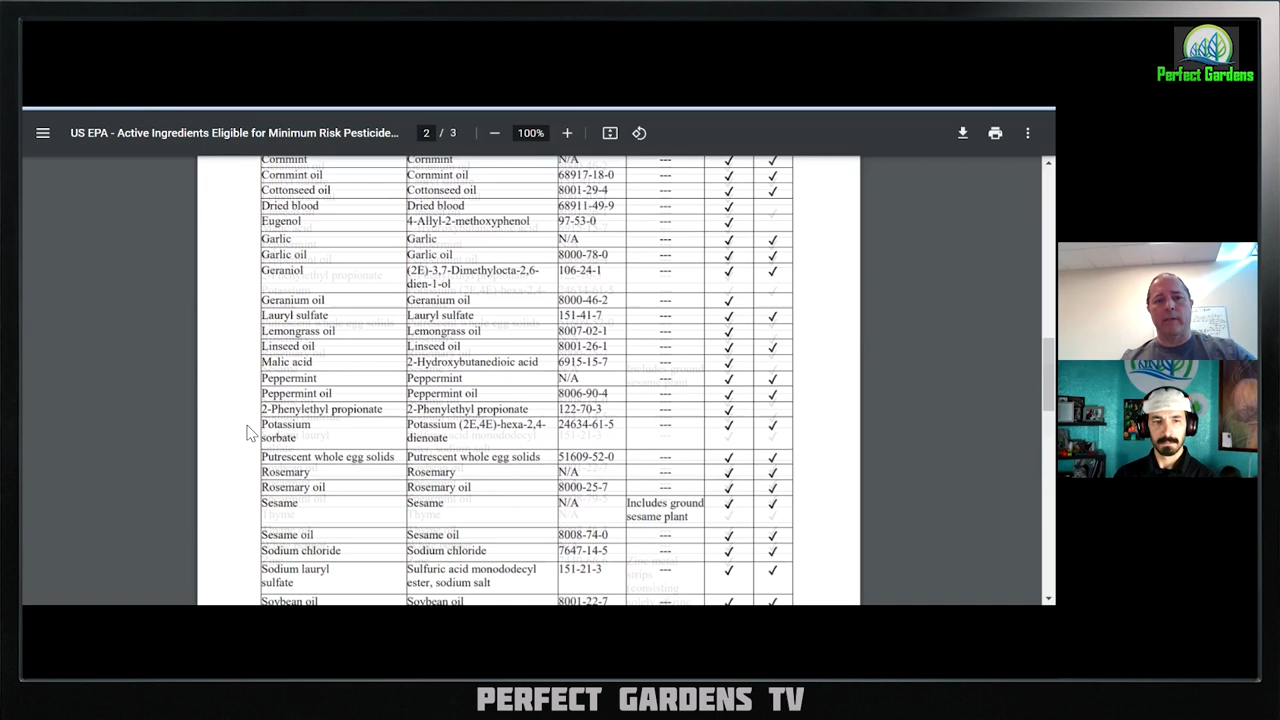 Perfect Gardens
US EPA - Active Ingredients Eligible for Minimum Risk Pesticide... 2 / 3 100%
Cornmint Cornmint N/A --- ✓ ✓
Cornmint oil Cornmint oil 68917-18-0 --- ✓ ✓
Cottonseed oil Cottonseed oil 8001-29-4 --- ✓ ✓
Dried blood Dried blood 68911-49-9 --- ✓
Eugenol 4-Allyl-2-methoxyphenol 97-53-0 --- ✓
Garlic Garlic N/A --- ✓ ✓
Garlic oil Garlic oil 8000-78-0 --- ✓ ✓
Geraniol (2E)-3,7-Dimethylocta-2,6- 106-24-1 --- ✓ ✓
dien-1-ol
Geranium oil Geranium oil 8000-46-2 --- ✓
Lauryl sulfate Lauryl sulfate 151-41-7 --- ✓ ✓
Lemongrass oil Lemongrass oil 8007-02-1 --- ✓
Linseed oil Linseed oil 8001-26-1 --- ✓ ✓
Malic acid 2-Hydroxybutanedioic acid 6915-15-7 --- ✓
Peppermint Peppermint N/A --- ✓ ✓
Peppermint oil Peppermint oil 8006-90-4 --- ✓ ✓
2-Phenylethyl propionate 2-Phenylethyl propionate 122-70-3 --- ✓
Potassium Potassium (2E,4E)-hexa-2,4- 24634-61-5 --- ✓ ✓
sorbate dienoate
Putrescent whole egg solids Putrescent whole egg solids 51609-52-0 --- ✓ ✓
Rosemary Rosemary N/A --- ✓ ✓
Rosemary oil Rosemary oil 8000-25-7 --- ✓ ✓
Sesame Sesame N/A Includes ground ✓ ✓
sesame plant
Sesame oil Sesame oil 8008-74-0 --- ✓ ✓
Sodium chloride Sodium chloride 7647-14-5 --- ✓ ✓
Sodium lauryl Sulfuric acid monododecyl 151-21-3 --- ✓ ✓
sulfate ester, sodium salt
Soybean oil Soybean oil 8001-22-7 --- ✓ ✓
PERFECT GARDENS TV